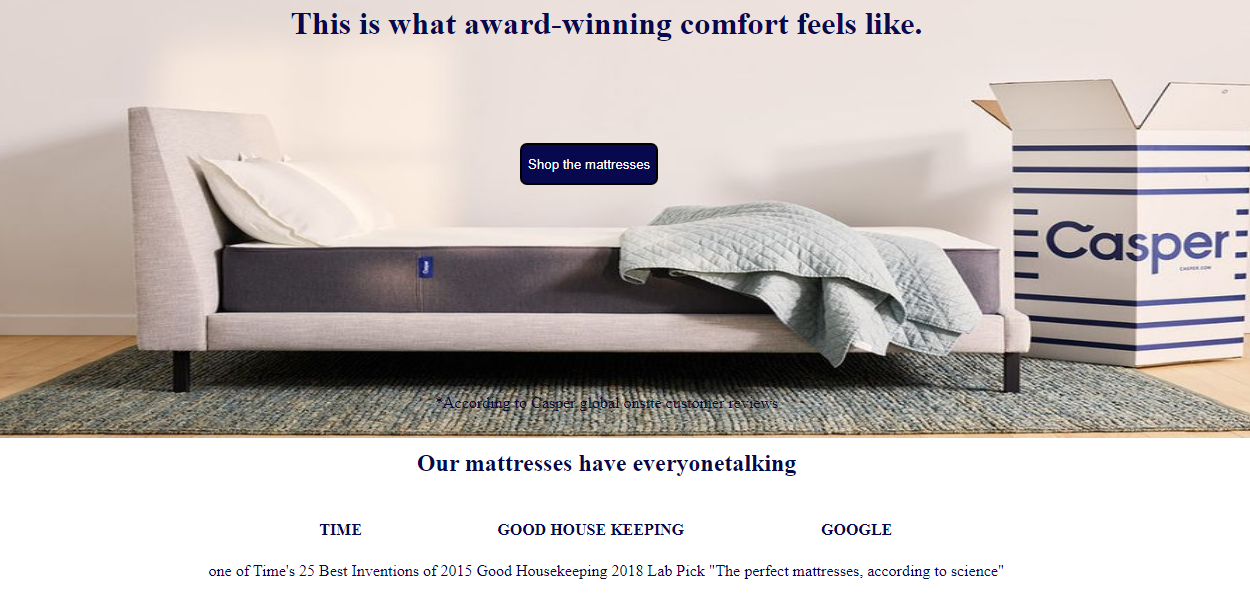 This is what award-winning comfort feels like.
Shop the mattresses
Casper
CASPER.COM
Casper
*According to Casper global onsite customer reviews
Our mattresses have everyonetalking
TIME GOOD HOUSE KEEPING GOOGLE
one of Time's 25 Best Inventions of 2015 Good Housekeeping 2018 Lab Pick "The perfect mattresses, according to science"